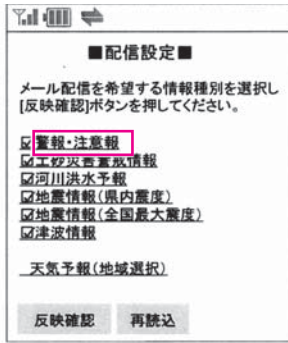 ■配信設定■
メール配信を希望する情報種別を選択し
[反映確認]ボタンを押してください。
☑警報・注意報
☑土砂災害警戒情報
☑河川洪水予報
☑地震情報(県内震度)
☑地震情報(全国最大震度)
☑津波情報
天気予報(地域選択)
反映確認 再読込